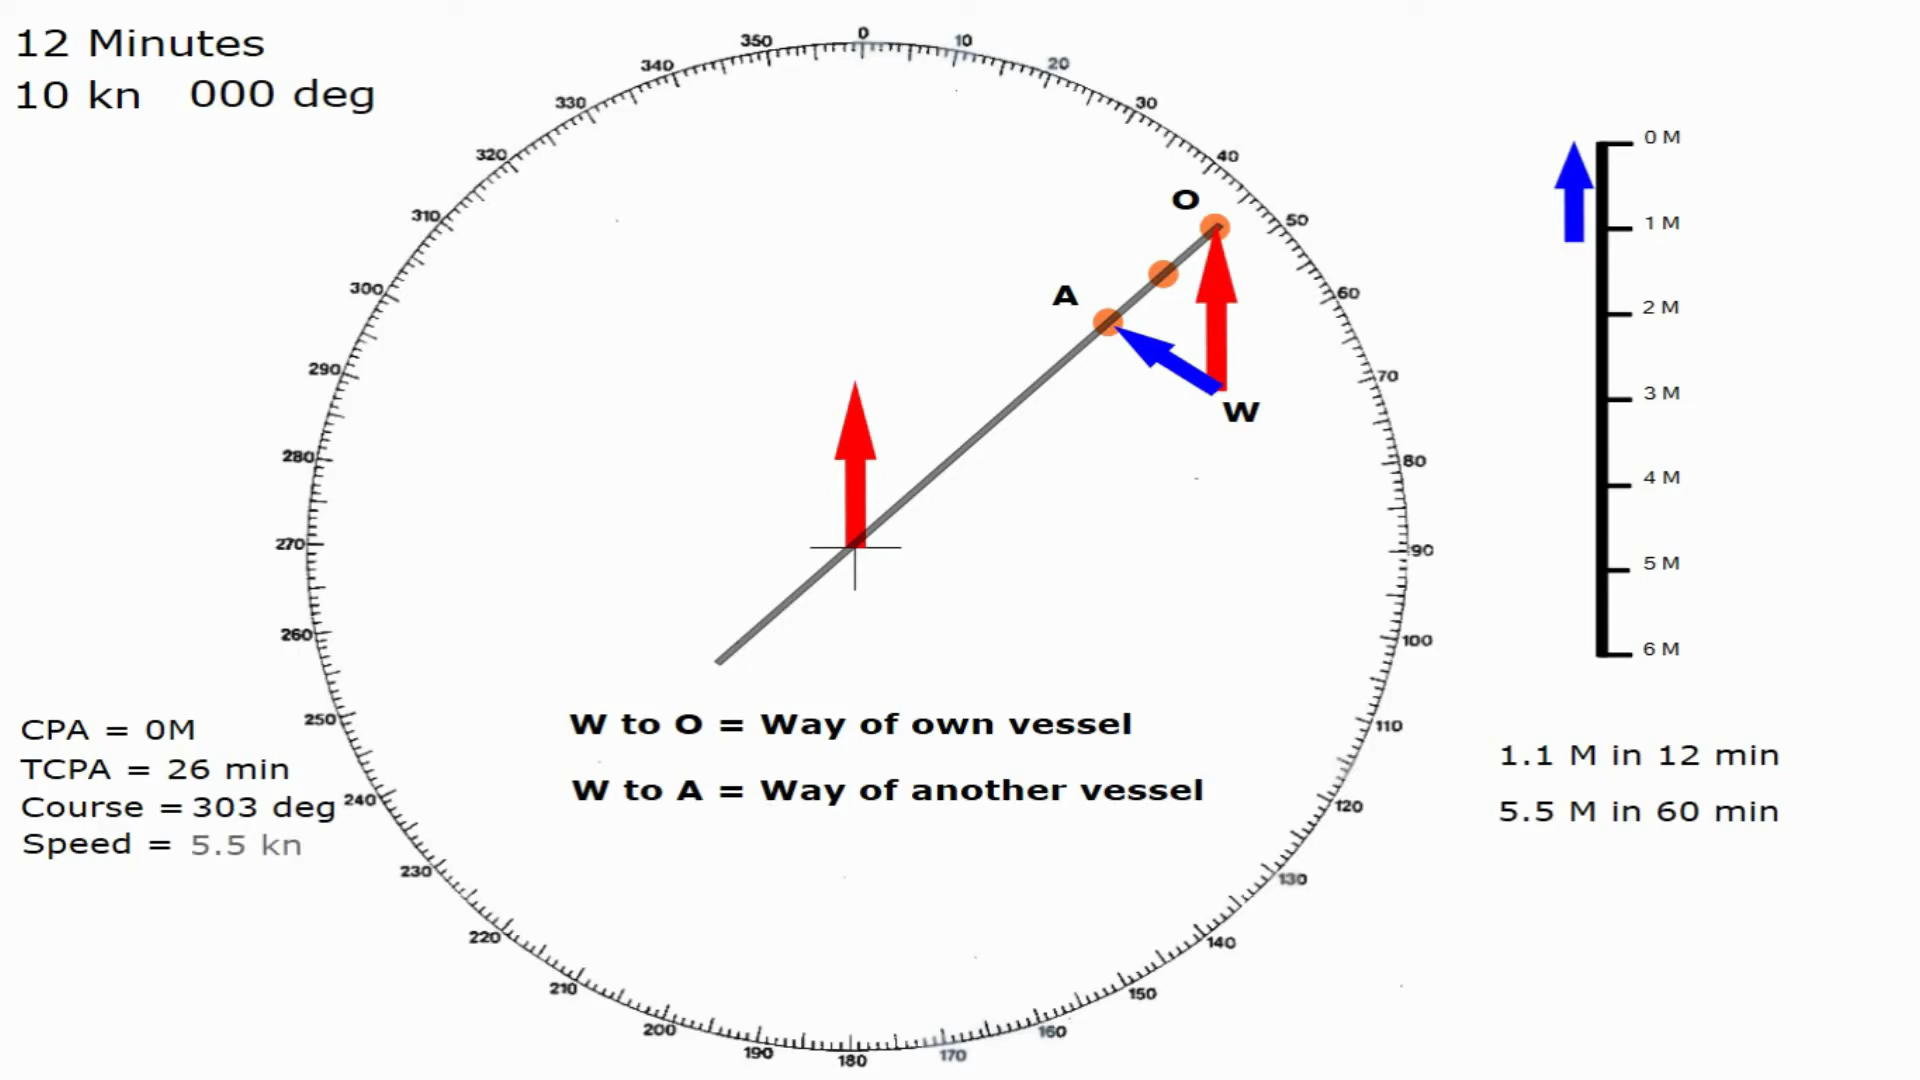 12 Minutes
10 kn 000 deg
0
10
20
30
40
50
60
70
80
90
100
110
120
130
140
150
160
170
180
190
200
210
220
230
240
250
260
270
280
290
300
310
320
330
340
350
O
A
W
0 M
1 M
2 M
3 M
4 M
5 M
6 M
CPA = 0M
TCPA = 26 min
Course = 303 deg
Speed = 5.5 kn
W to O = Way of own vessel
W to A = Way of another vessel
1.1 M in 12 min
5.5 M in 60 min